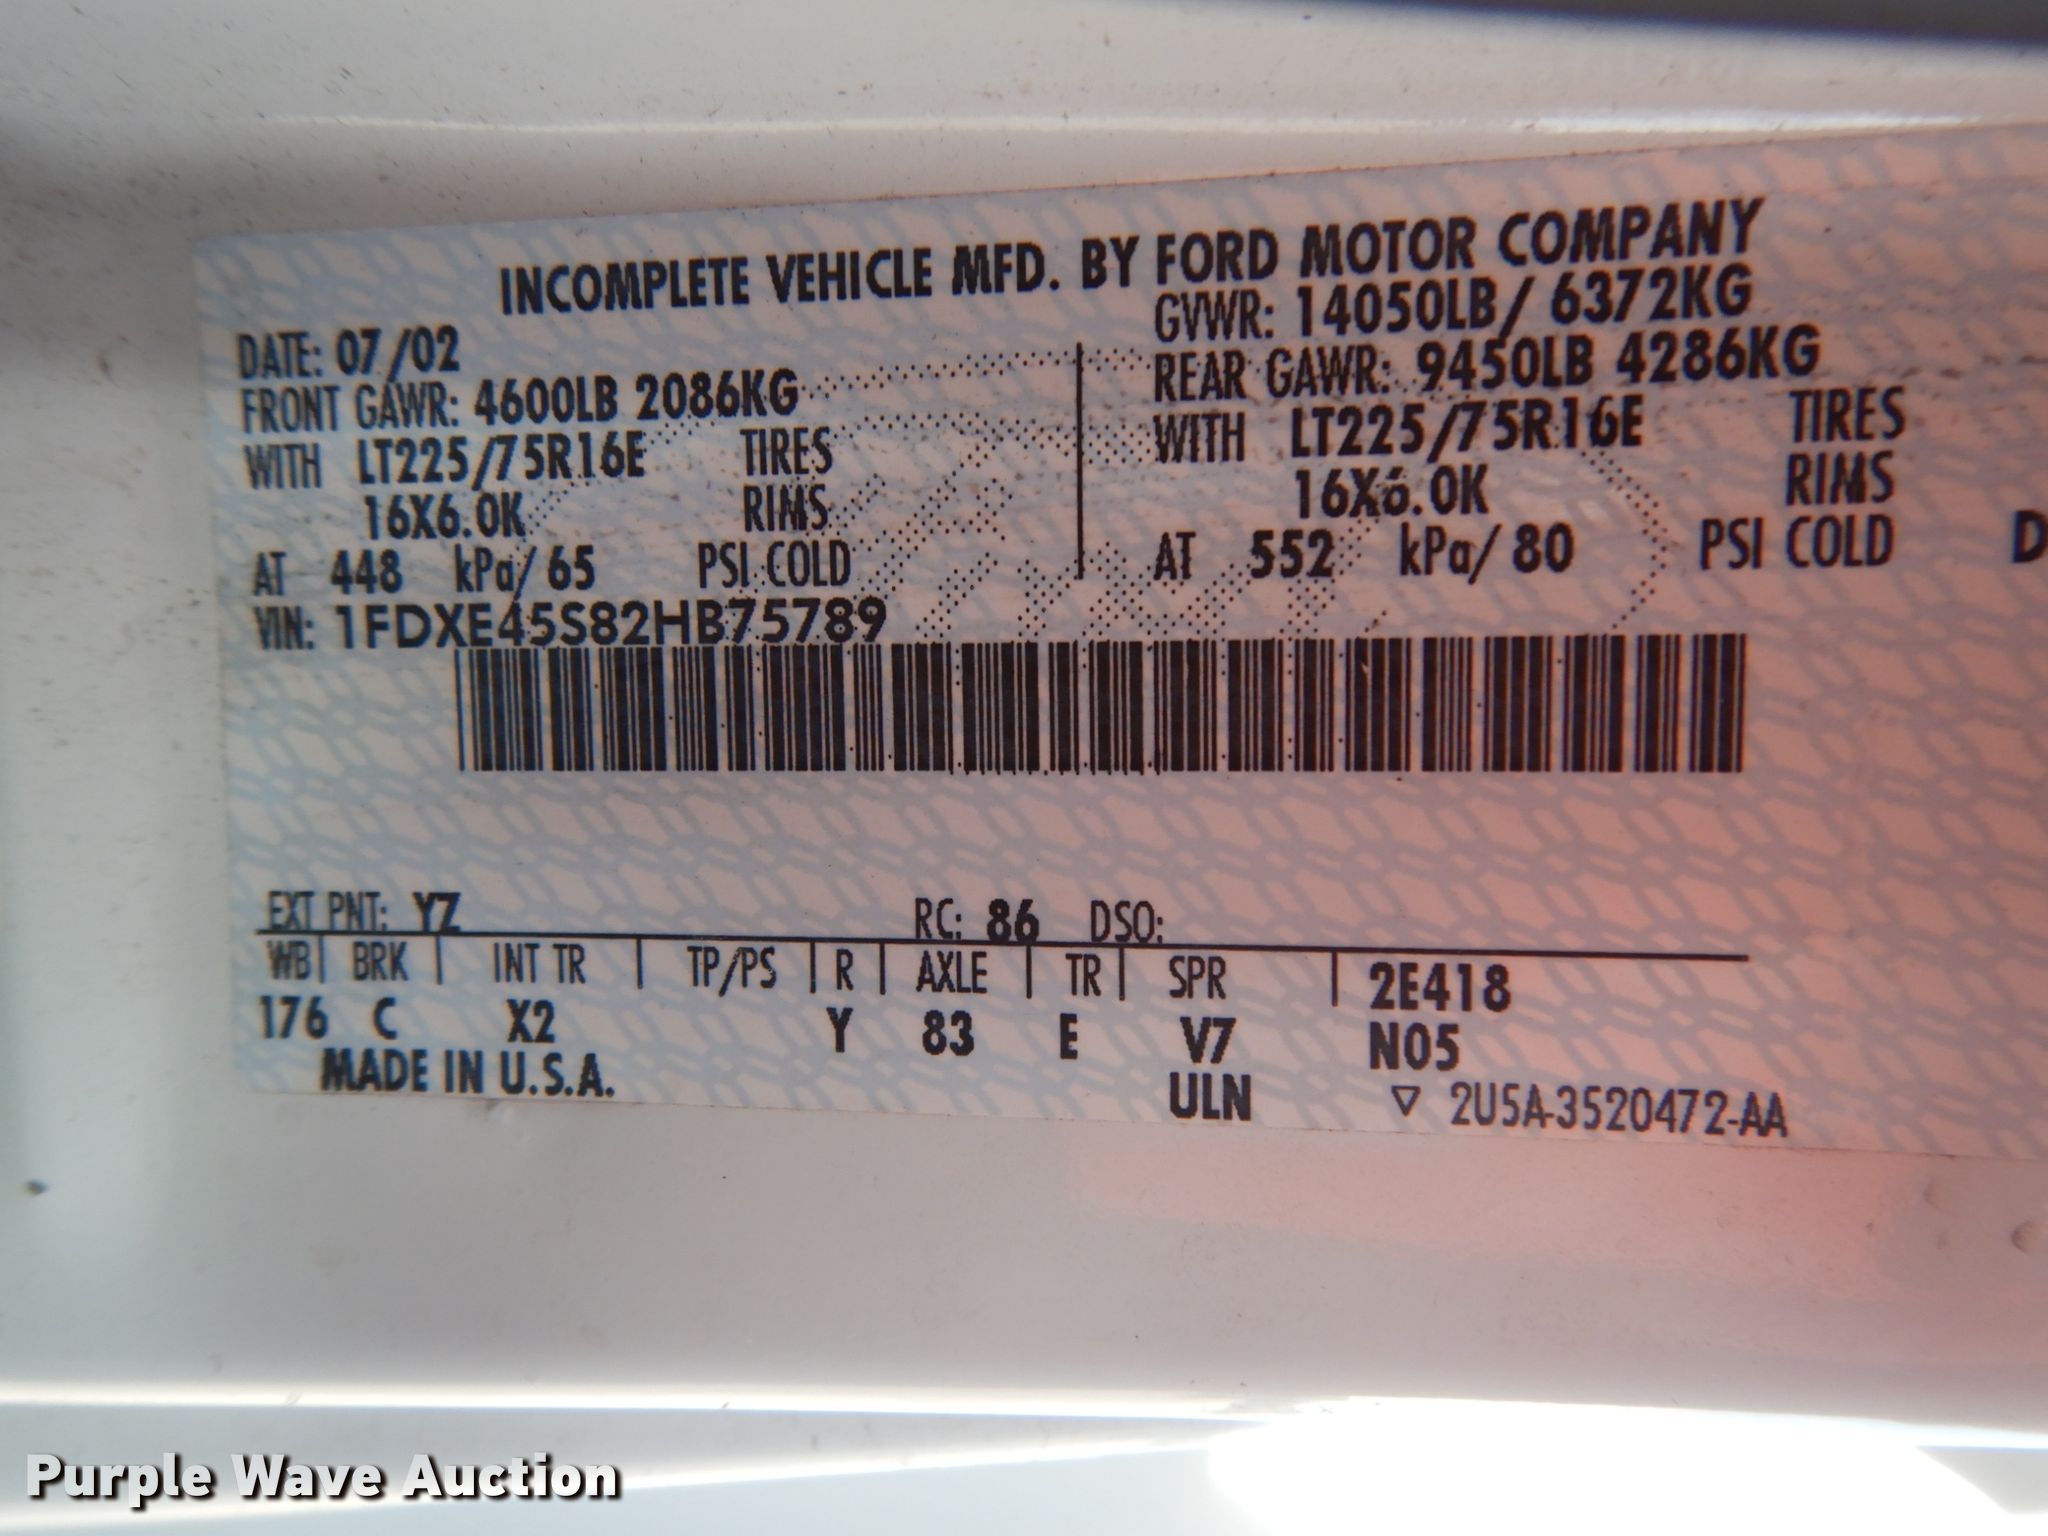 INCOMPLETE VEHICLE MFD. BY FORD MOTOR COMPANY
DATE: 07/02
GVWR: 14050LB/ 6372KG
FRONT GAWR: 4600LB 2086KG
REAR GAWR: 9450LB 4286KG
WITH LT225/75R16E TIRES
WITH LT225/75R16E TIRES
16X6.0K RIMS
16X6.0K RIMS
AT 448 kPa/ 65 PSI COLD
AT 552 kPa/ 80 PSI COLD D
VIN: 1FDXE45S82HB75789
EXT PNT: YZ RC: 86 DSO:
WB BRK INT TR TP/PS R AXLE TR SPR 2E418
176 C X2 Y 83 E V7 N05
MADE IN U.S.A. ULN ▽ 2U5A-3520472-AA
Purple Wave Auction